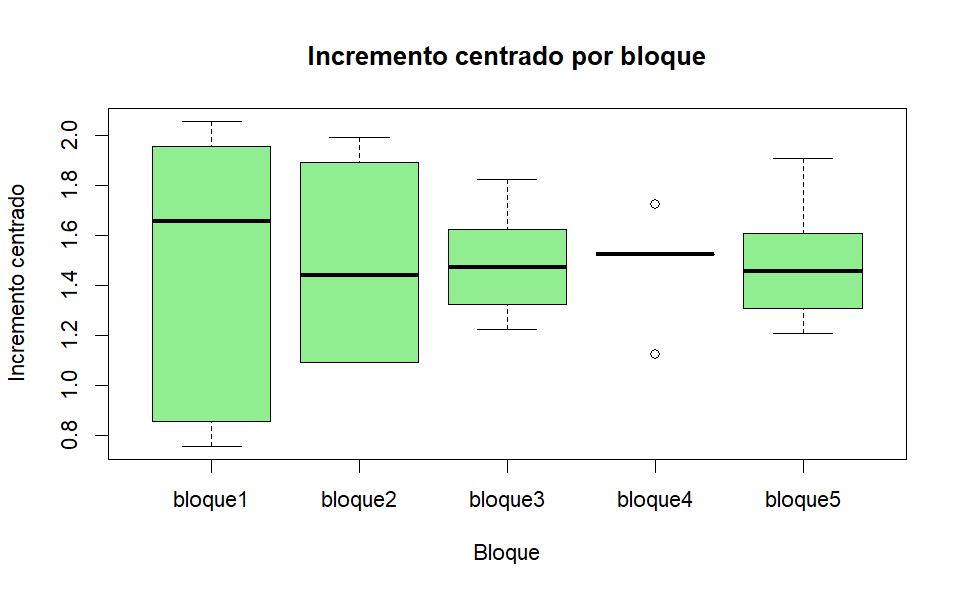 Incremento centrado por bloque
Incremento centrado
2.0
1.8
1.6
1.4
1.2
1.0
0.8
bloque1 bloque2 bloque3 bloque4 bloque5
Bloque